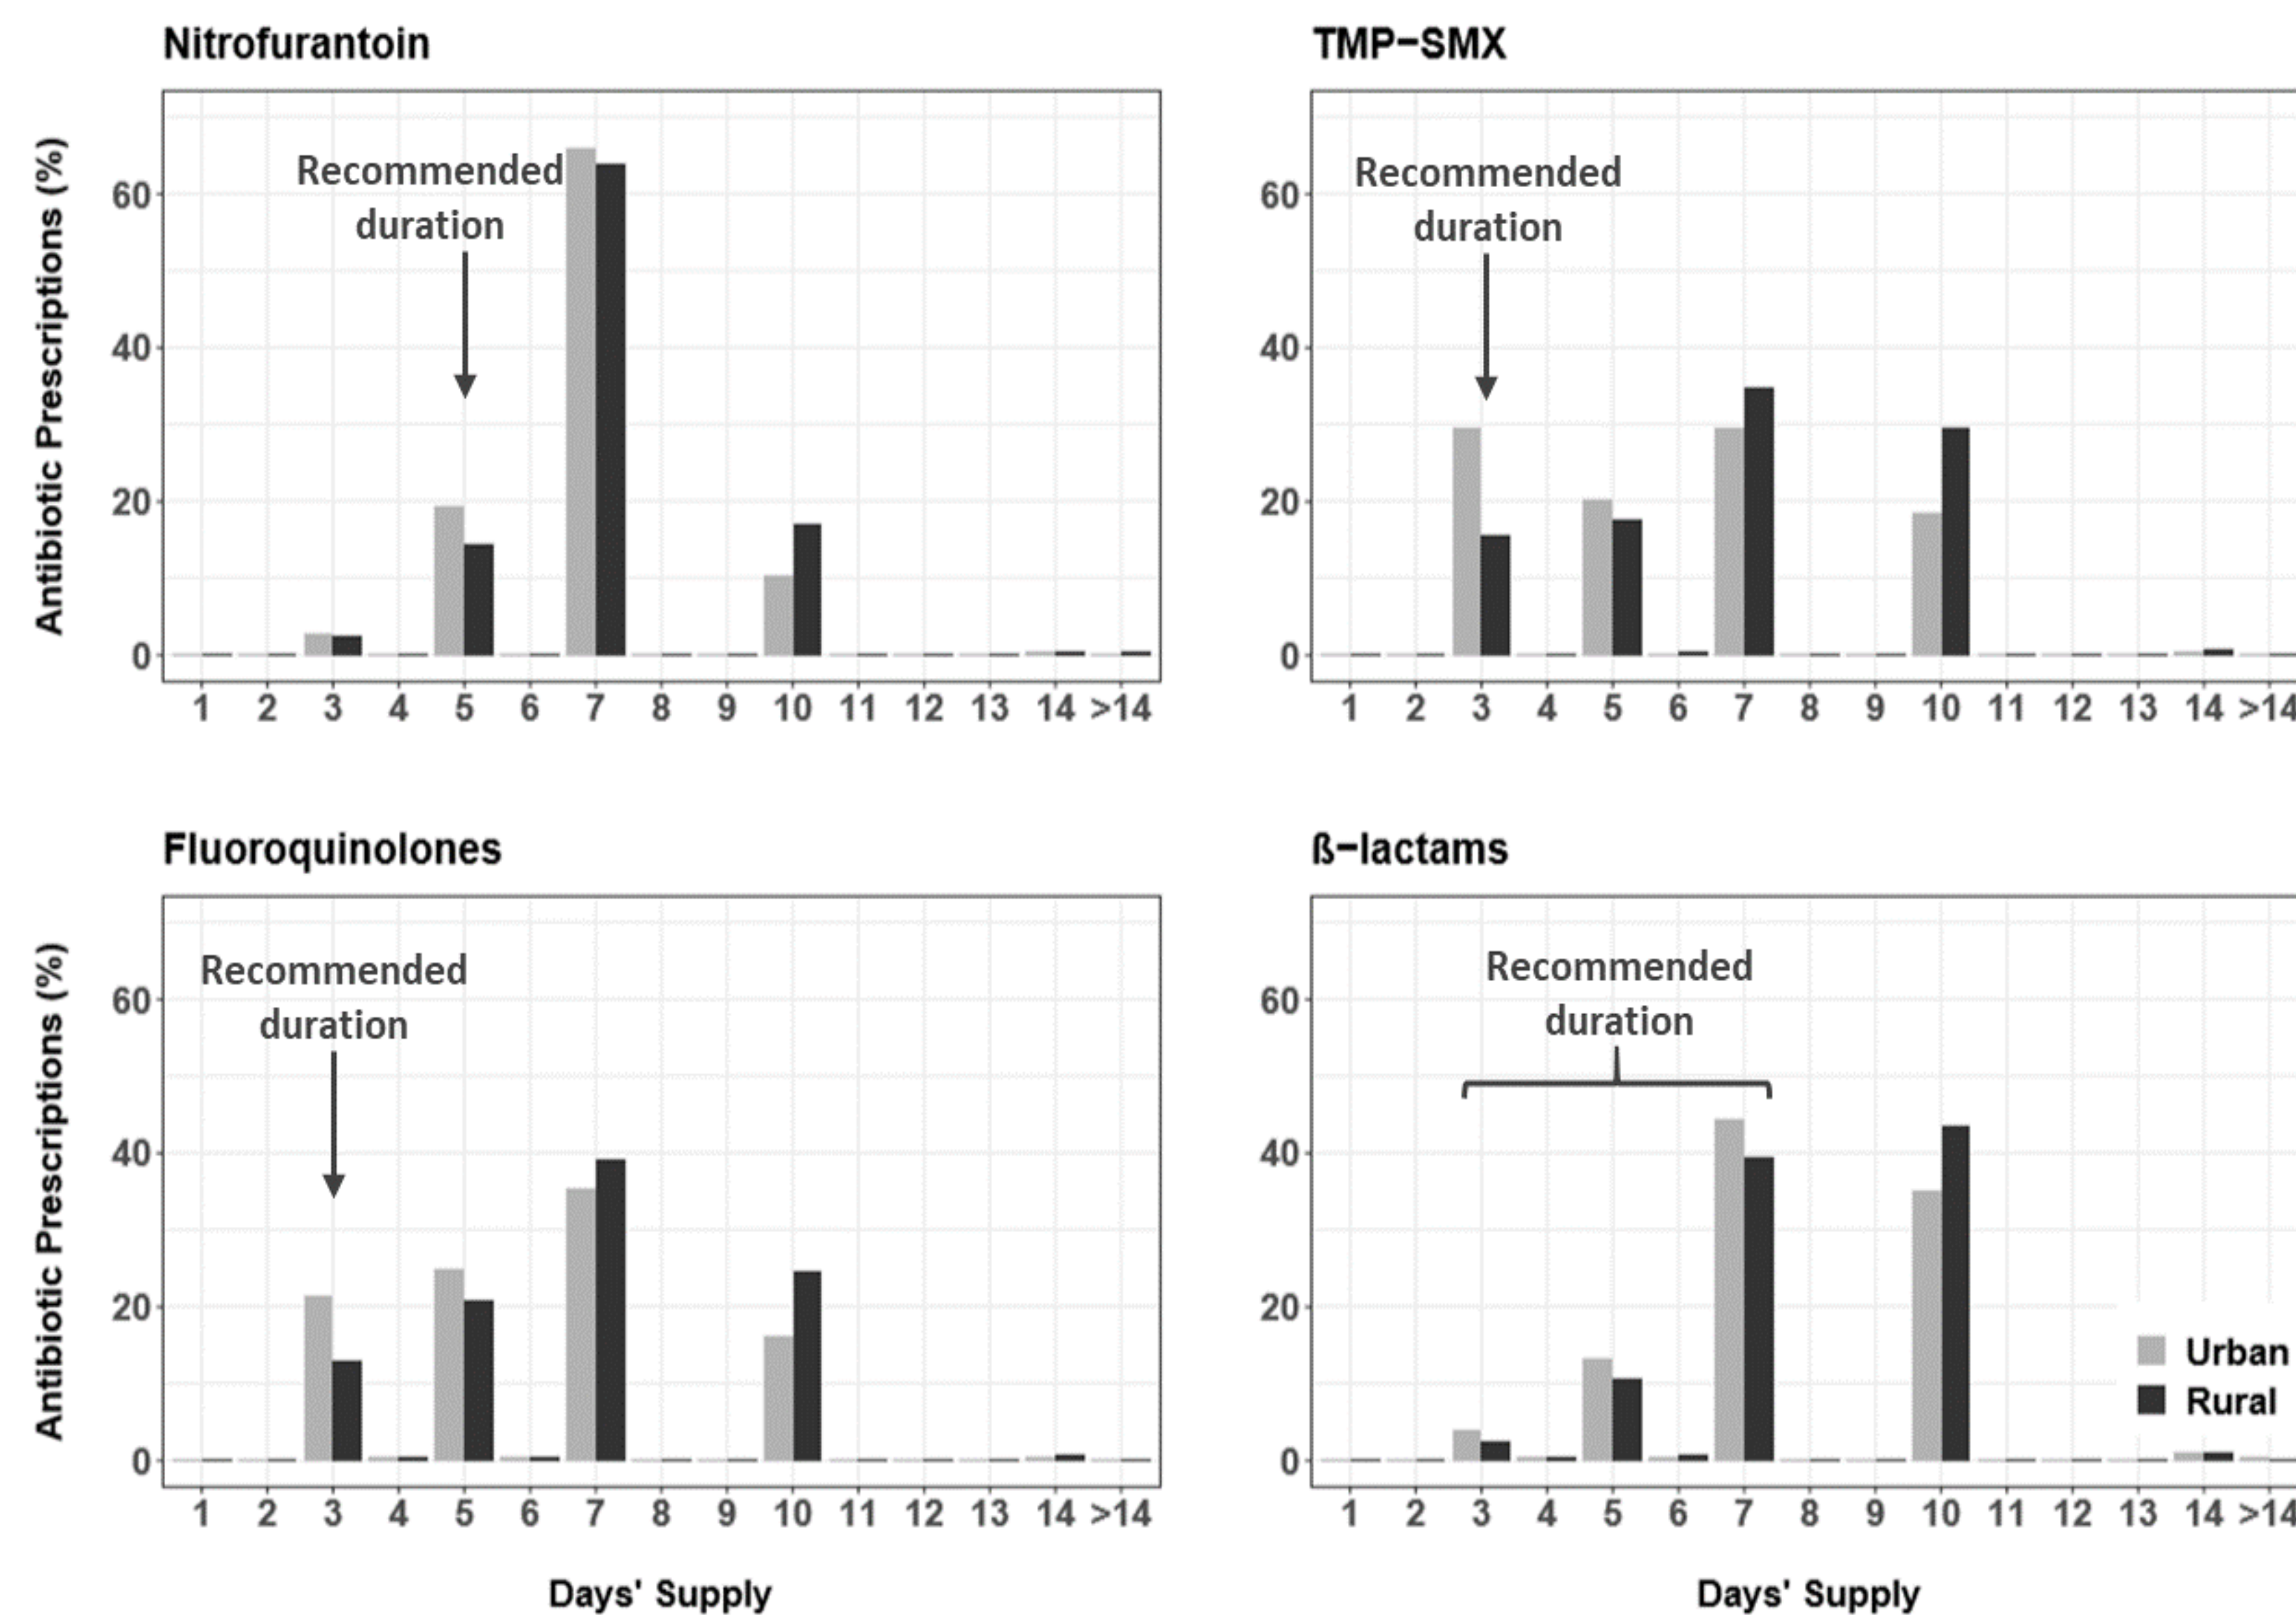 Nitrofurantoin
Antibiotic Prescriptions (%)
60
40
20
0
Recommended
duration
1 2 3 4 5 6 7 8 9 10 11 12 13 14 >14
TMP−SMX
60
40
20
0
Recommended
duration
1 2 3 4 5 6 7 8 9 10 11 12 13 14 >14
Fluoroquinolones
Antibiotic Prescriptions (%)
60
40
20
0
Recommended
duration
1 2 3 4 5 6 7 8 9 10 11 12 13 14 >14
Days' Supply
ß−lactams
60
40
20
0
Recommended
duration
Urban
Rural
1 2 3 4 5 6 7 8 9 10 11 12 13 14 >14
Days' Supply